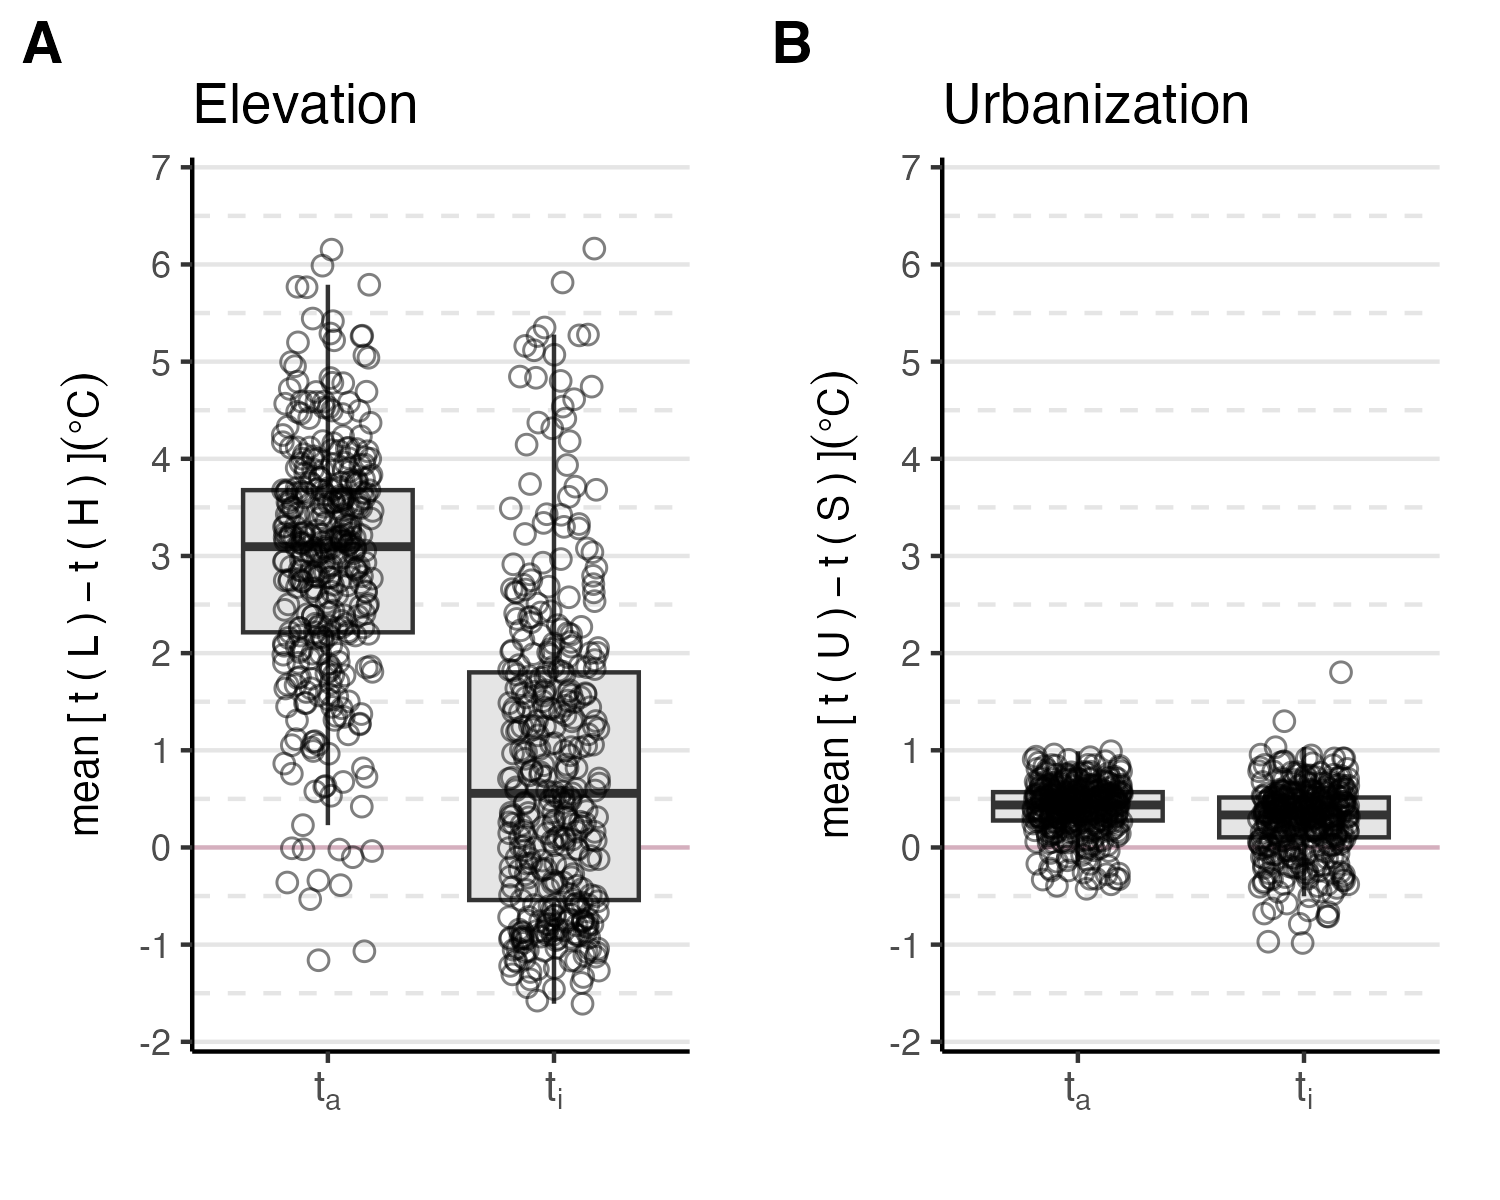 A
Elevation
mean [ t ( L ) – t ( H ) ](°C)
7
6
5
4
3
2
1
0
-1
-2
ta
ti
B
Urbanization
mean [ t ( U ) – t ( S ) ](°C)
7
6
5
4
3
2
1
0
-1
-2
ta
ti